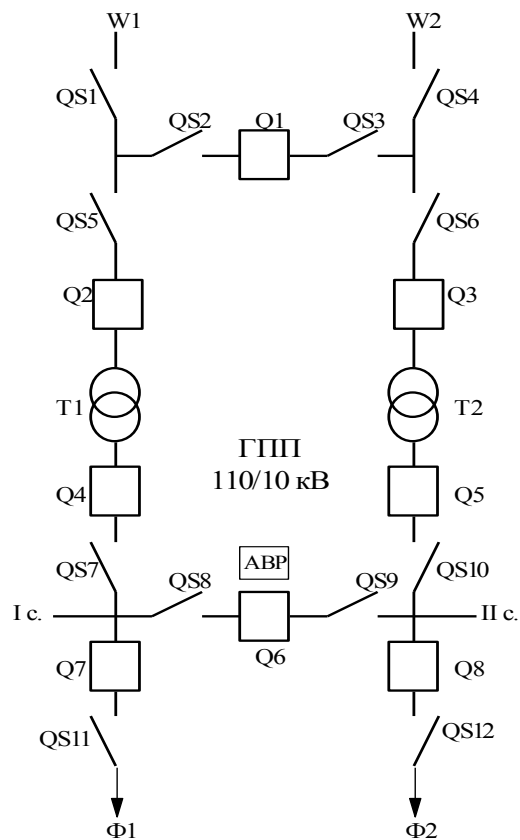 W1 W2
QS1 QS2 Q1 QS3 QS4
QS5 QS6
Q2 Q3
T1 T2
ГПП
110/10 кВ
Q4 Q5
QS7 QS8 АВР QS9 QS10
I с. II с.
Q7 Q6 Q8
QS11 QS12
Ф1 Ф2